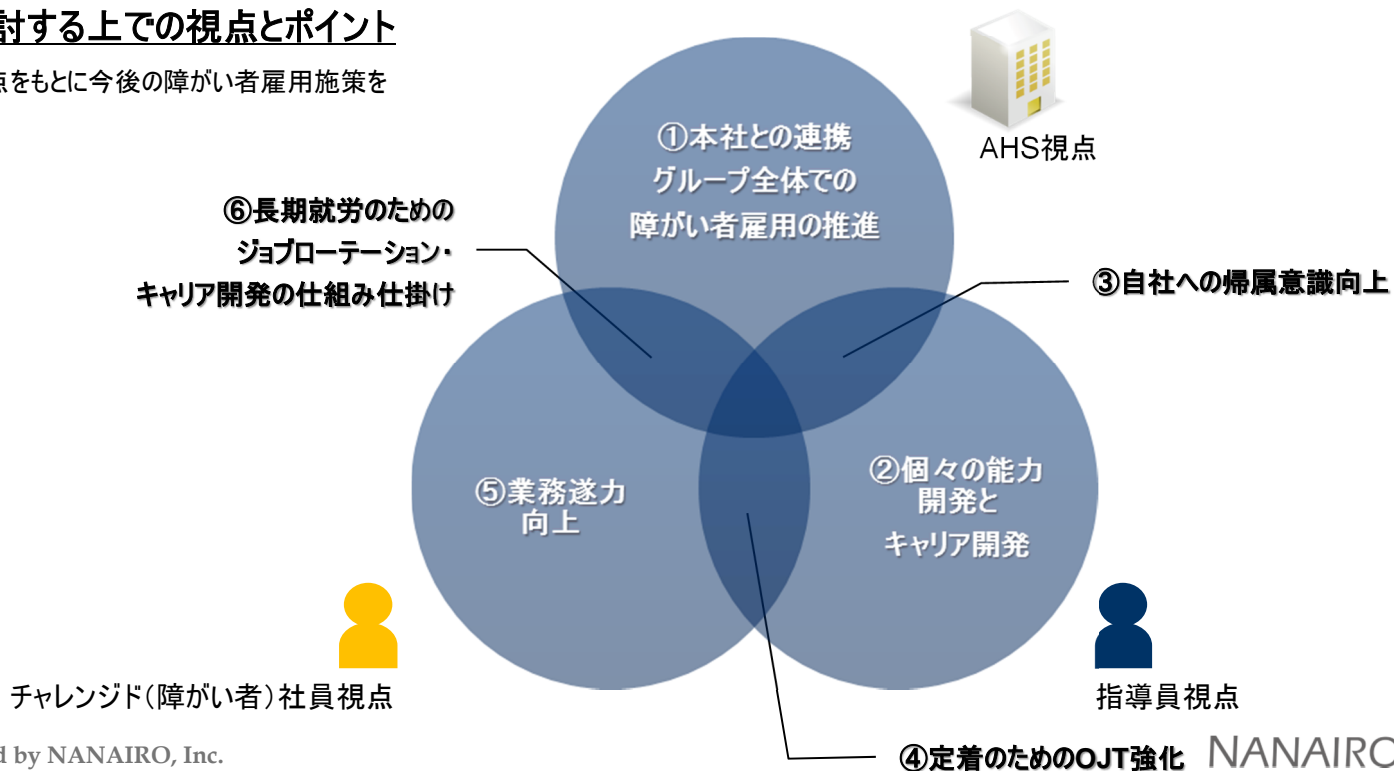 討する上での視点とポイント
点をもとに今後の障がい者雇用施策を
AHS視点
①本社との連携
グループ全体での
障がい者雇用の推進
⑥長期就労のための
ジョブローテーション・
キャリア開発の仕組み仕掛け
③自社への帰属意識向上
⑤業務遂力
向上
②個々の能力
開発と
キャリア開発
チャレンジド(障がい者)社員視点
指導員視点
④定着のためのOJT強化
d by NANAIRO, Inc.
NANAIRO